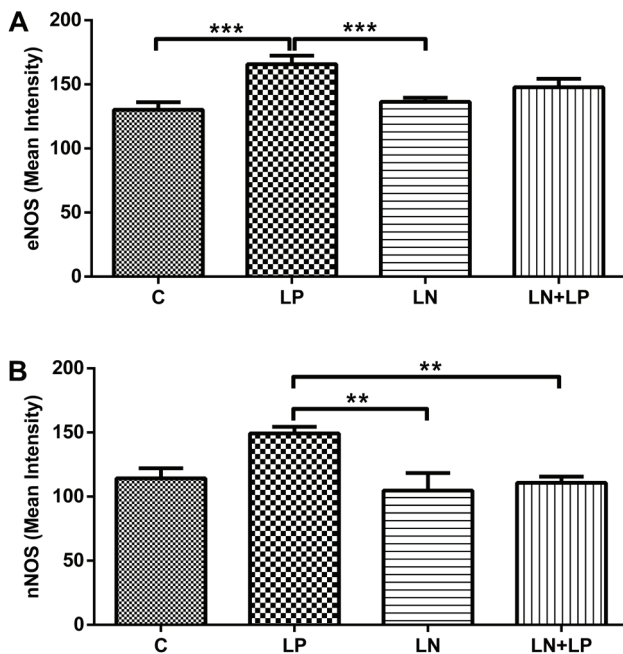 A
eNOS (Mean Intensity)
200
150
100
50
0
***
***
C LP LN LN+LP
B
nNOS (Mean Intensity)
200
150
100
50
0
**
**
C LP LN LN+LP